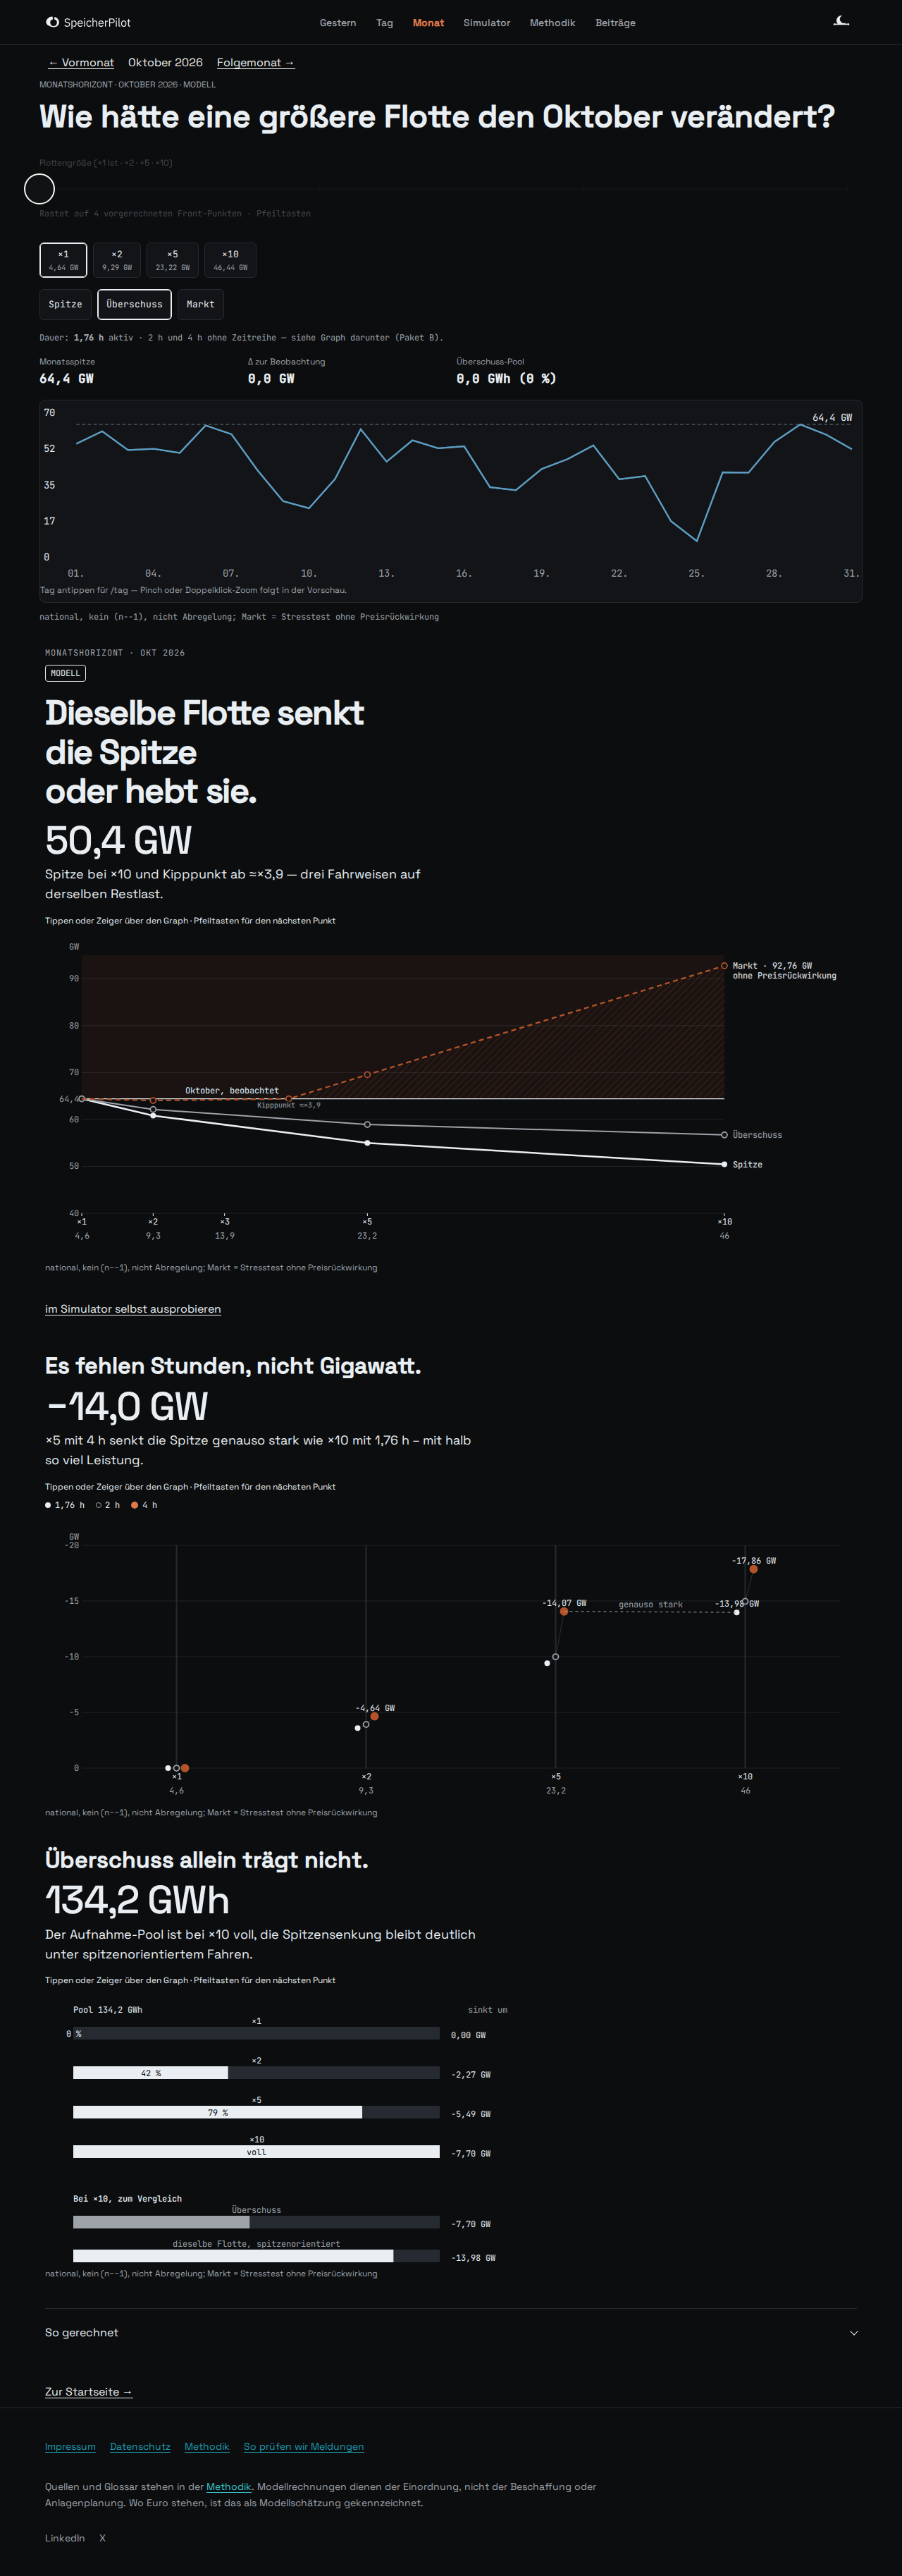 SpeicherPilot
Gestern Tag Monat Simulator Methodik Beiträge
← Vormonat Oktober 2026 Folgemonat →
MONATSHORIZONT · OKTOBER 2026 · MODELL
Wie hätte eine größere Flotte den Oktober verändert?
Flottengröße (×1 Ist · ×2 · ×5 · ×10)
Rastet auf 4 vorgerechneten Front-Punkten · Pfeiltasten
×1 ×2 ×5 ×10
4,64 GW 9,29 GW 23,22 GW 46,44 GW
Spitze Überschuss Markt
Dauer: 1,76 h aktiv · 2 h und 4 h ohne Zeitreihe — siehe Graph darunter (Paket B).
Monatsspitze Δ zur Beobachtung Überschuss-Pool
64,4 GW 0,0 GW 0,0 GWh (0 %)
70
64,4 GW
52
35
17
0
01. 04. 07. 10. 13. 16. 19. 22. 25. 28. 31.
Tag antippen für /tag — Pinch oder Doppelklick-Zoom folgt in der Vorschau.
national, kein (n--1), nicht Abregelung; Markt = Stresstest ohne Preisrückwirkung
MONATSHORIZONT · OKT 2026
MODELL
Dieselbe Flotte senkt
die Spitze
oder hebt sie.
50,4 GW
Spitze bei ×10 und Kipppunkt ab ≈×3,9 — drei Fahrweisen auf
derselben Restlast.
Tippen oder Zeiger über den Graph · Pfeiltasten für den nächsten Punkt
GW
Markt · 92,76 GW
ohne Preisrückwirkung
90
80
70
Oktober, beobachtet
64,4
Kipppunkt ≈×3,9
60
Überschuss
50
Spitze
40
×1 ×2 ×3 ×5 ×10
4,6 9,3 13,9 23,2 46
national, kein (n--1), nicht Abregelung; Markt = Stresstest ohne Preisrückwirkung
im Simulator selbst ausprobieren
Es fehlen Stunden, nicht Gigawatt.
−14,0 GW
×5 mit 4 h senkt die Spitze genauso stark wie ×10 mit 1,76 h – mit halb
so viel Leistung.
Tippen oder Zeiger über den Graph · Pfeiltasten für den nächsten Punkt
1,76 h 2 h 4 h
GW
-20
-17,86 GW
-15
-14,07 GW genauso stark -13,98 GW
-10
-5
-4,64 GW
0
×1 ×2 ×5 ×10
4,6 9,3 23,2 46
national, kein (n--1), nicht Abregelung; Markt = Stresstest ohne Preisrückwirkung
Überschuss allein trägt nicht.
134,2 GWh
Der Aufnahme-Pool ist bei ×10 voll, die Spitzensenkung bleibt deutlich
unter spitzenorientiertem Fahren.
Tippen oder Zeiger über den Graph · Pfeiltasten für den nächsten Punkt
Pool 134,2 GWh sinkt um
×1
0 % 0,00 GW
×2
42 % -2,27 GW
×5
79 % -5,49 GW
×10
voll -7,70 GW
Bei ×10, zum Vergleich
Überschuss
-7,70 GW
dieselbe Flotte, spitzenorientiert
-13,98 GW
national, kein (n--1), nicht Abregelung; Markt = Stresstest ohne Preisrückwirkung
So gerechnet
Zur Startseite →
Impressum Datenschutz Methodik So prüfen wir Meldungen
Quellen und Glossar stehen in der Methodik. Modellrechnungen dienen der Einordnung, nicht der Beschaffung oder
Anlagenplanung. Wo Euro stehen, ist das als Modellschätzung gekennzeichnet.
LinkedIn X